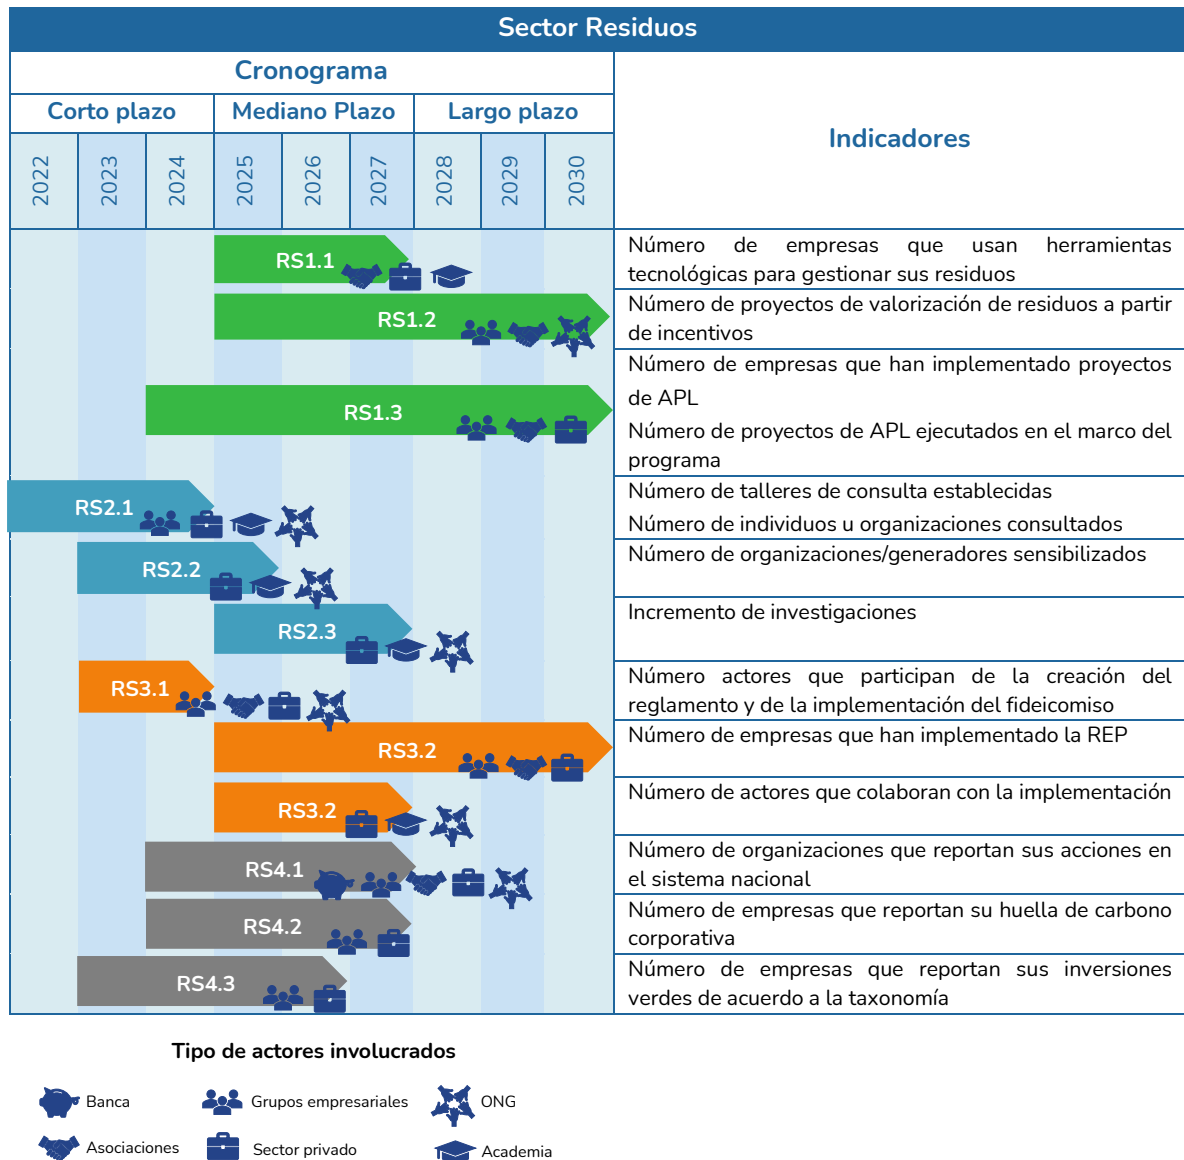 Sector Residuos
Cronograma
Indicadores
Corto plazo
Mediano Plazo
Largo plazo
2022
2023
2024
2025
2026
2027
2028
2029
2030
RS1.1
Número de empresas que usan herramientas
tecnológicas para gestionar sus residuos
RS1.2
Número de proyectos de valorización de residuos a partir
de incentivos
RS1.3
Número de empresas que han implementado proyectos
de APL
Número de proyectos de APL ejecutados en el marco del
programa
RS2.1
Número de talleres de consulta establecidas
Número de individuos u organizaciones consultados
RS2.2
Número de organizaciones/generadores sensibilizados
RS2.3
Incremento de investigaciones
RS3.1
Número actores que participan de la creación del
reglamento y de la implementación del fideicomiso
RS3.2
Número de empresas que han implementado la REP
RS3.2
Número de actores que colaboran con la implementación
RS4.1
Número de organizaciones que reportan sus acciones en
el sistema nacional
RS4.2
Número de empresas que reportan su huella de carbono
corporativa
RS4.3
Número de empresas que reportan sus inversiones
verdes de acuerdo a la taxonomía
Tipo de actores involucrados
Banca
Grupos empresariales
ONG
Asociaciones
Sector privado
Academia